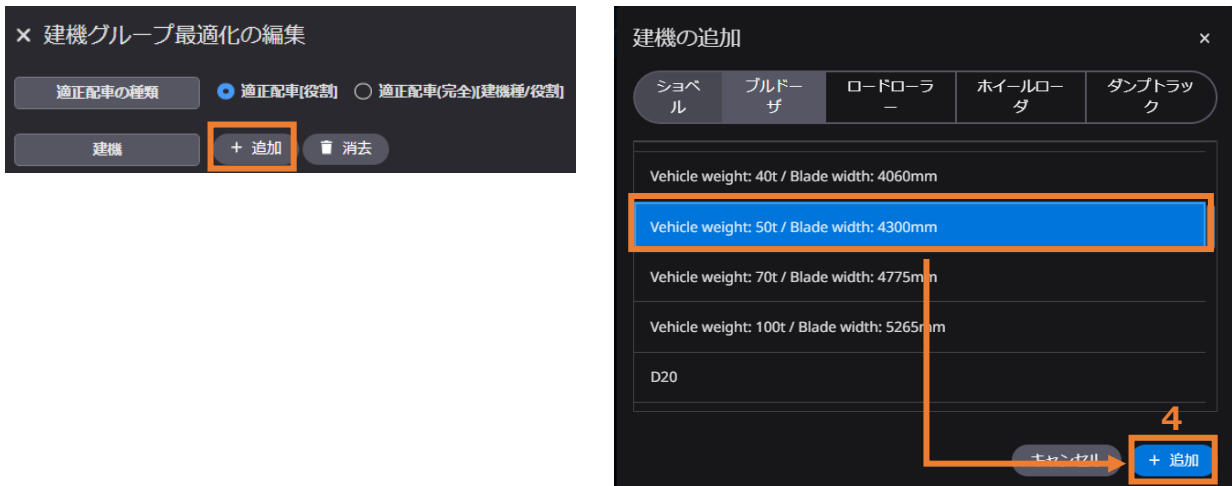 × 建機グループ最適化の編集
適正配車の種類 適正配車[役割] 適正配車(完全)[建機種/役割]
建機 + 追加 消去
建機の追加 ×
ショベ
ル
ブルドー
ザ
ロードローラ
ー
ホイールロー
ダ
ダンプトラッ
ク
Vehicle weight: 40t / Blade width: 4060mm
Vehicle weight: 50t / Blade width: 4300mm
Vehicle weight: 70t / Blade width: 4775mm
Vehicle weight: 100t / Blade width: 5265mm
D20
4
キャンセル + 追加